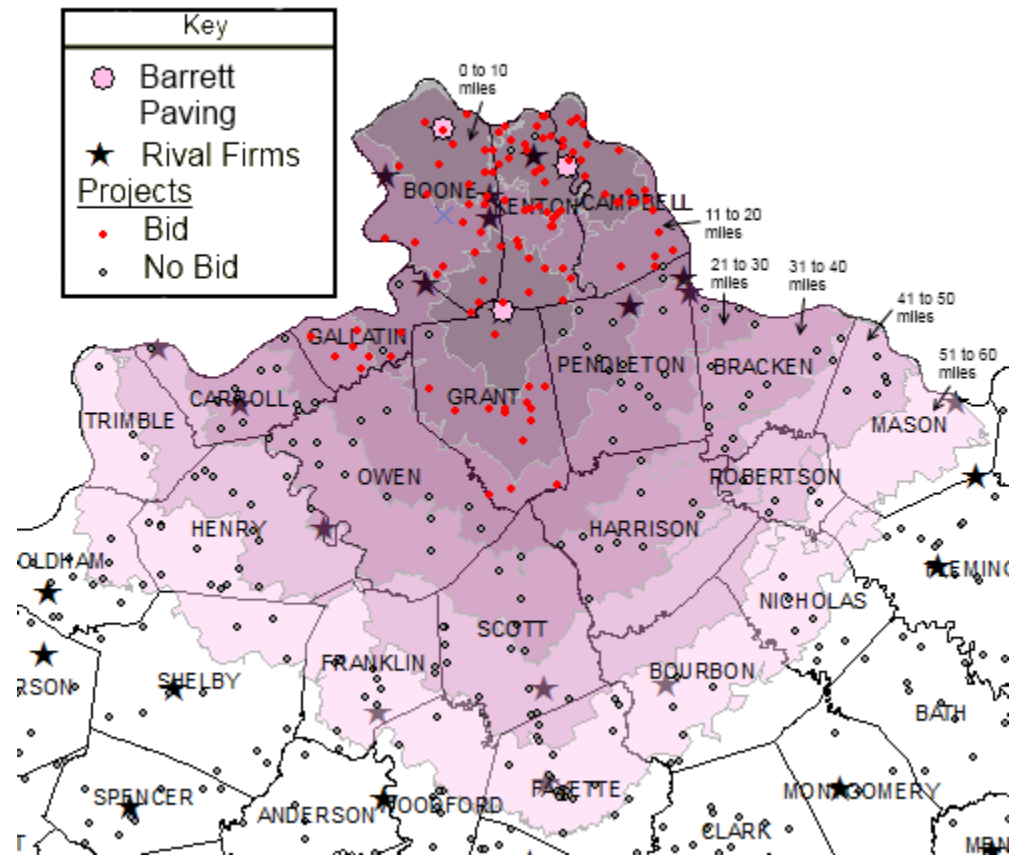 Key
Barrett
Paving
Rival Firms
Projects
Bid
No Bid
0 to 10
miles
11 to 20
miles
21 to 30
miles
31 to 40
miles
41 to 50
miles
51 to 60
miles
BOONE
KENTON
CAMPBELL
GALLATIN
PENDLETON
BRACKEN
CARROLL
GRANT
TRIMBLE
MASON
OWEN
ROBERTSON
HENRY
HARRISON
OLDHAM
FLEMING
NICHOLAS
SCOTT
FRANKLIN
BOURBON
SHELBY
RSON
BATH
FAYETTE
SPENCER
ANDERSON
WOODFORD
MONTGOMERY
CLARK